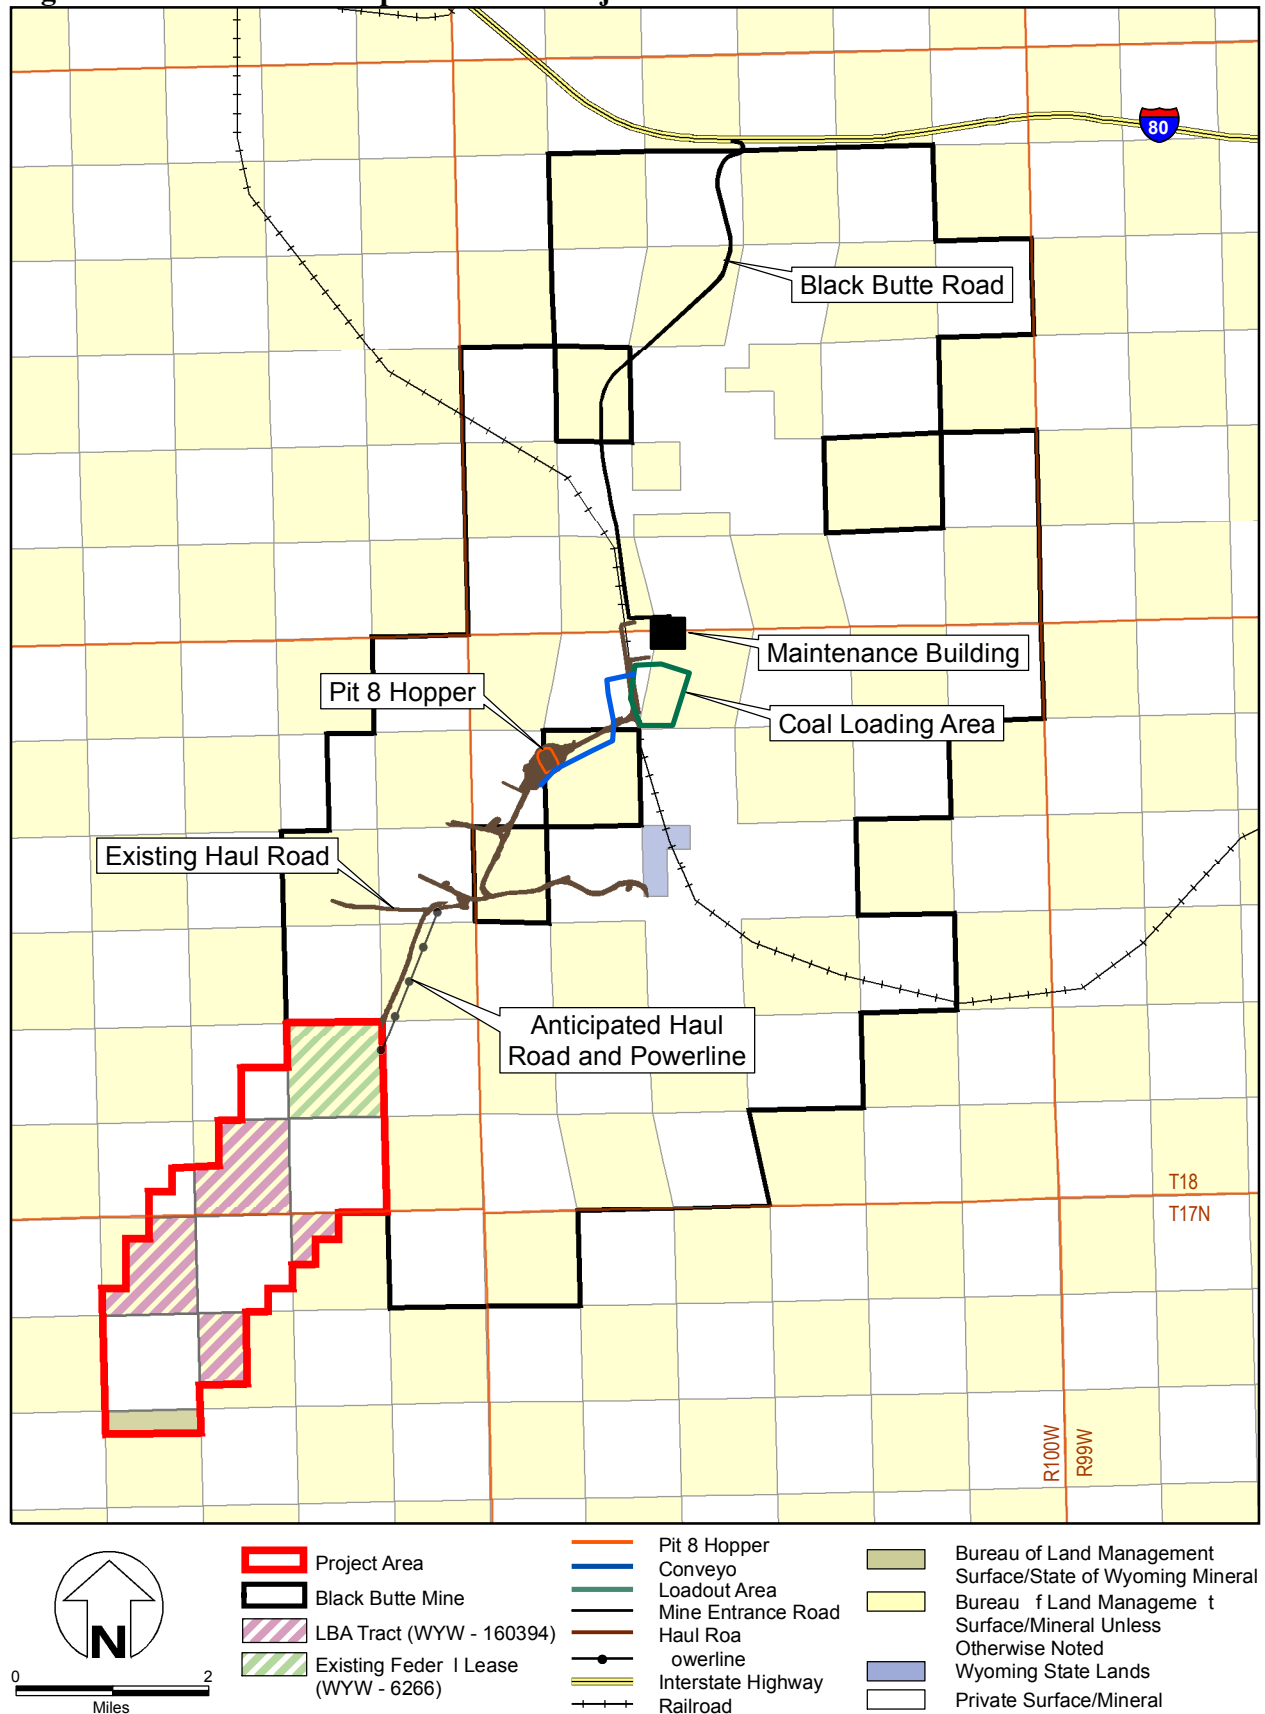 80
Black Butte Road
Maintenance Building
Pit 8 Hopper
Coal Loading Area
Existing Haul Road
Anticipated Haul
Road and Powerline
T18
T17N
R100W
R99W
N
0 2
Miles
Project Area
Black Butte Mine
LBA Tract (WYW - 160394)
Existing Feder l Lease
(WYW - 6266)
Pit 8 Hopper
Conveyo
Loadout Area
Mine Entrance Road
Haul Roa
owerline
Interstate Highway
Railroad
Bureau of Land Management
Surface/State of Wyoming Mineral
Bureau f Land Manageme t
Surface/Mineral Unless
Otherwise Noted
Wyoming State Lands
Private Surface/Mineral